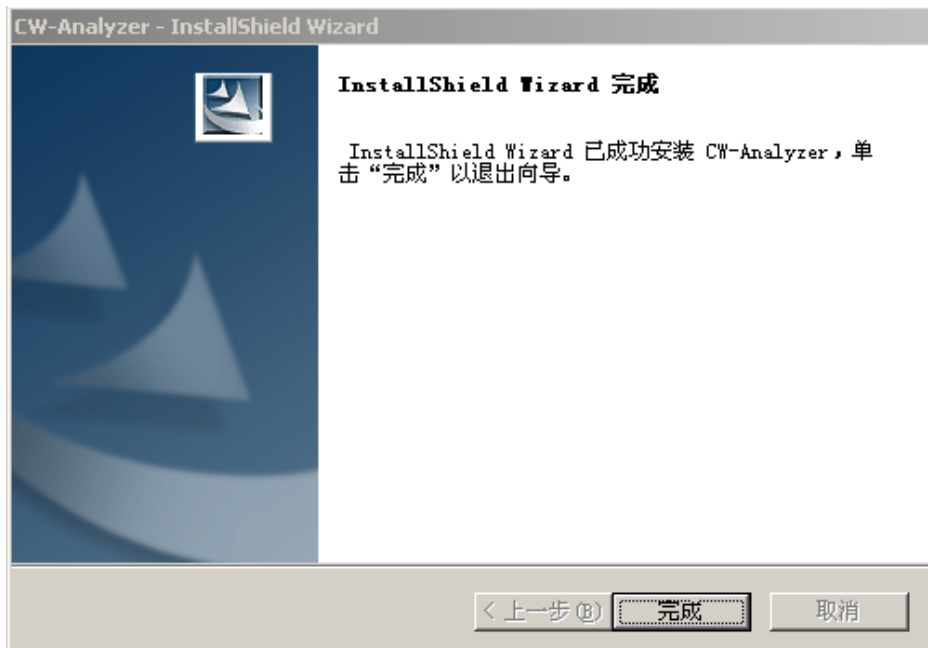 CW-Analyzer - InstallShield Wizard
InstallShield Wizard 完成
InstallShield Wizard 已成功安装 CW-Analyzer，单
击“完成”以退出向导。
< 上一步(B) 完成 取消